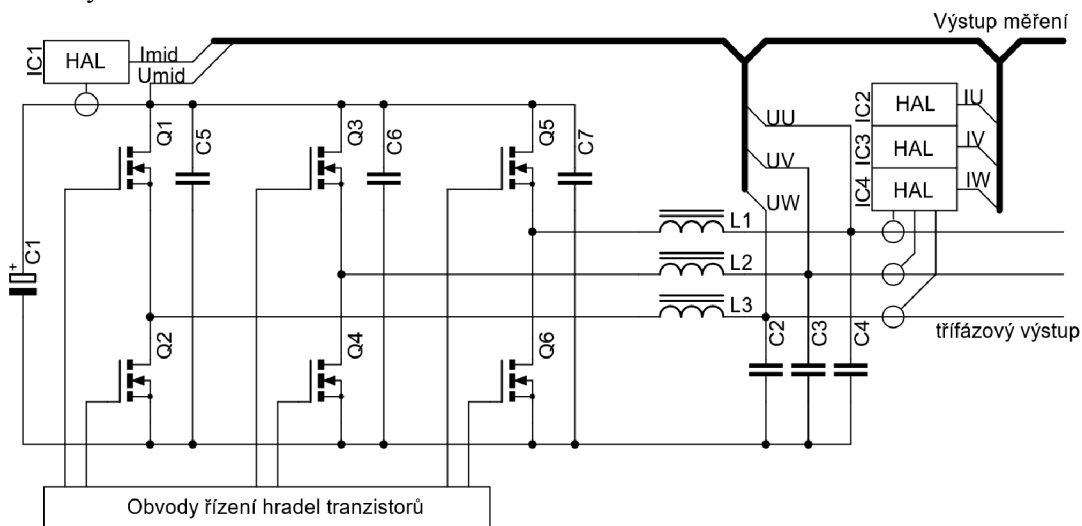 Výstup měření
IC1
HAL
Imid
Umid
IC2
HAL
IU
IC3
HAL
IV
IC4
HAL
IW
UU
UV
UW
Q1
C5
Q3
C6
Q5
C7
+
C1
L1
L2
L3
Q2
Q4
Q6
C2
C3
C4
třífázový výstup
Obvody řízení hradel tranzistorů